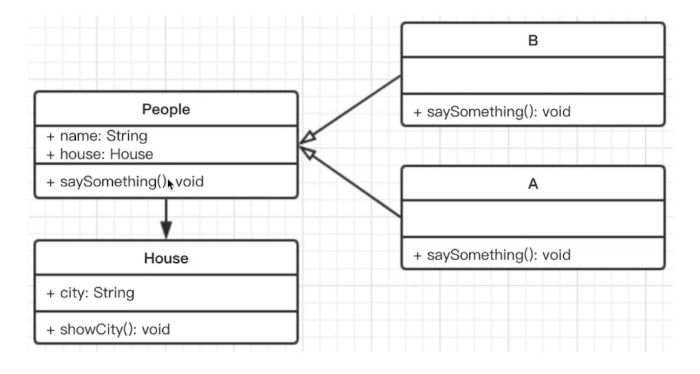 People
+ name: String
+ house: House
+ saySomething(): void
House
+ city: String
+ showCity(): void
B
+ saySomething(): void
A
+ saySomething(): void